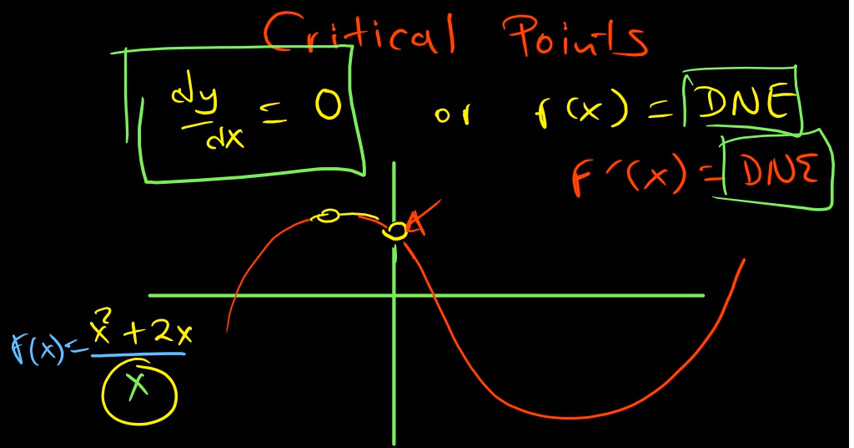 Critical Points
dy/dx = 0 or f(x) = DNE
f'(x) = DNE
f(x) = x² + 2x / x